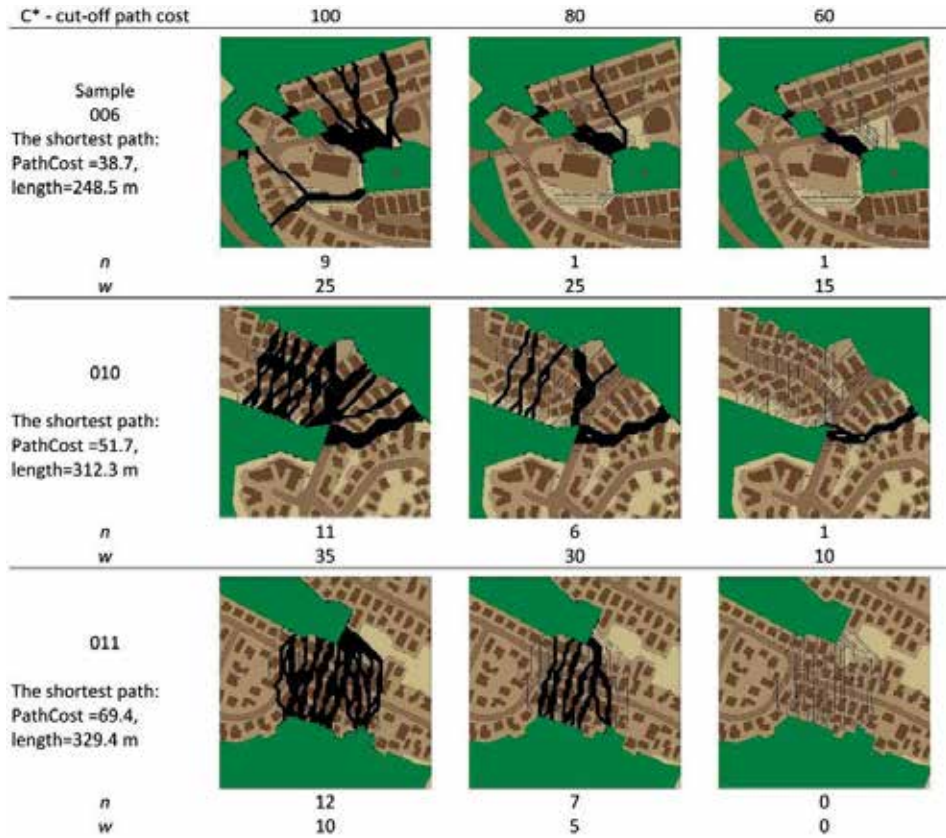 C* - cut-off path cost 100 80 60
Sample
006
The shortest path:
PathCost =38.7,
length=248.5 m
n 9 1 1
w 25 25 15
010
The shortest path:
PathCost =51.7,
length=312.3 m
n 11 6 1
w 35 30 10
011
The shortest path:
PathCost =69.4,
length=329.4 m
n 12 7 0
w 10 5 0